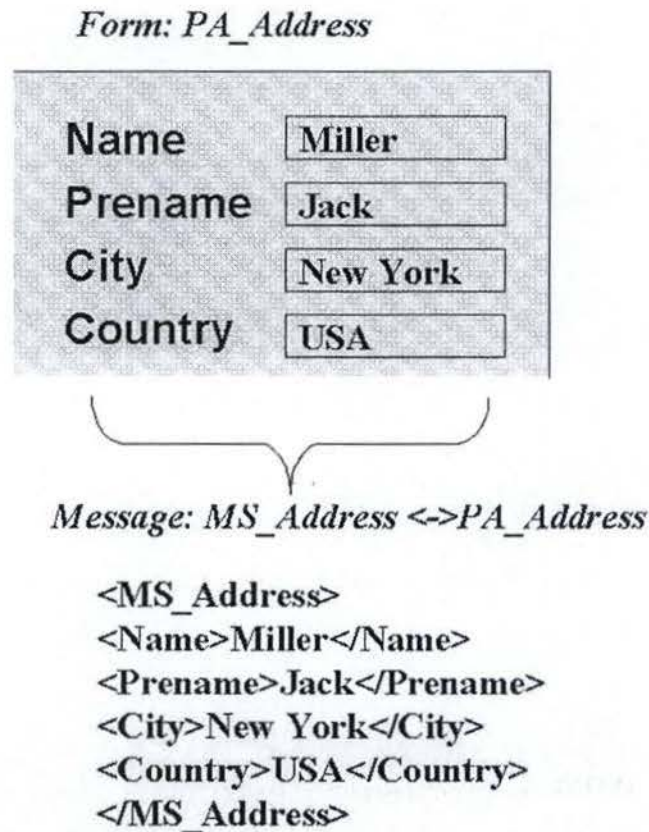 Form: PA_Address
Name Miller
Prename Jack
City New York
Country USA
Message: MS_Address <->PA_Address
<MS_Address>
<Name>Miller</Name>
<Prename>Jack</Prename>
<City>New York</City>
<Country>USA</Country>
</MS_Address>